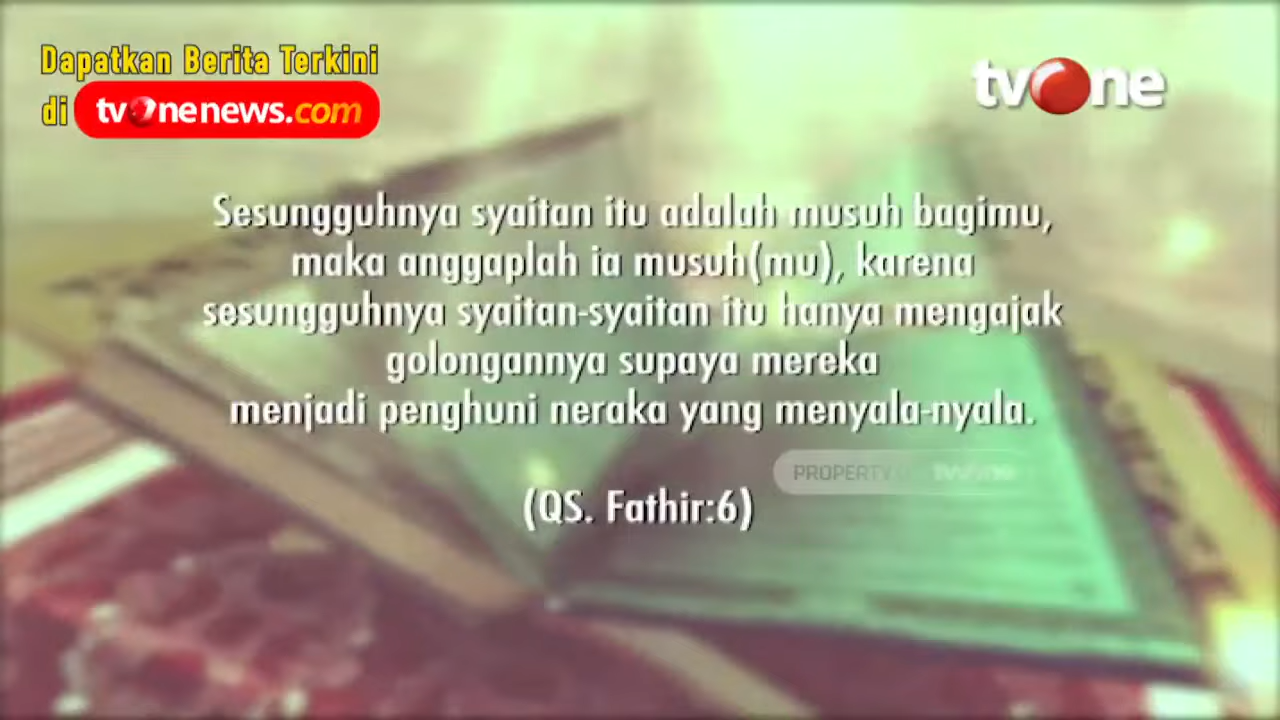 Dapatkan Berita Terkini
di tvonenews.com
tvone
Sesungguhnya syaitan itu adalah musuh bagimu,
maka anggaplah ia musuh(mu), karena
sesungguhnya syaitan-syaitan itu hanya mengajak
golongannya supaya mereka
menjadi penghuni neraka yang menyala-nyala.
PROPERTY tvone
(QS. Fathir:6)